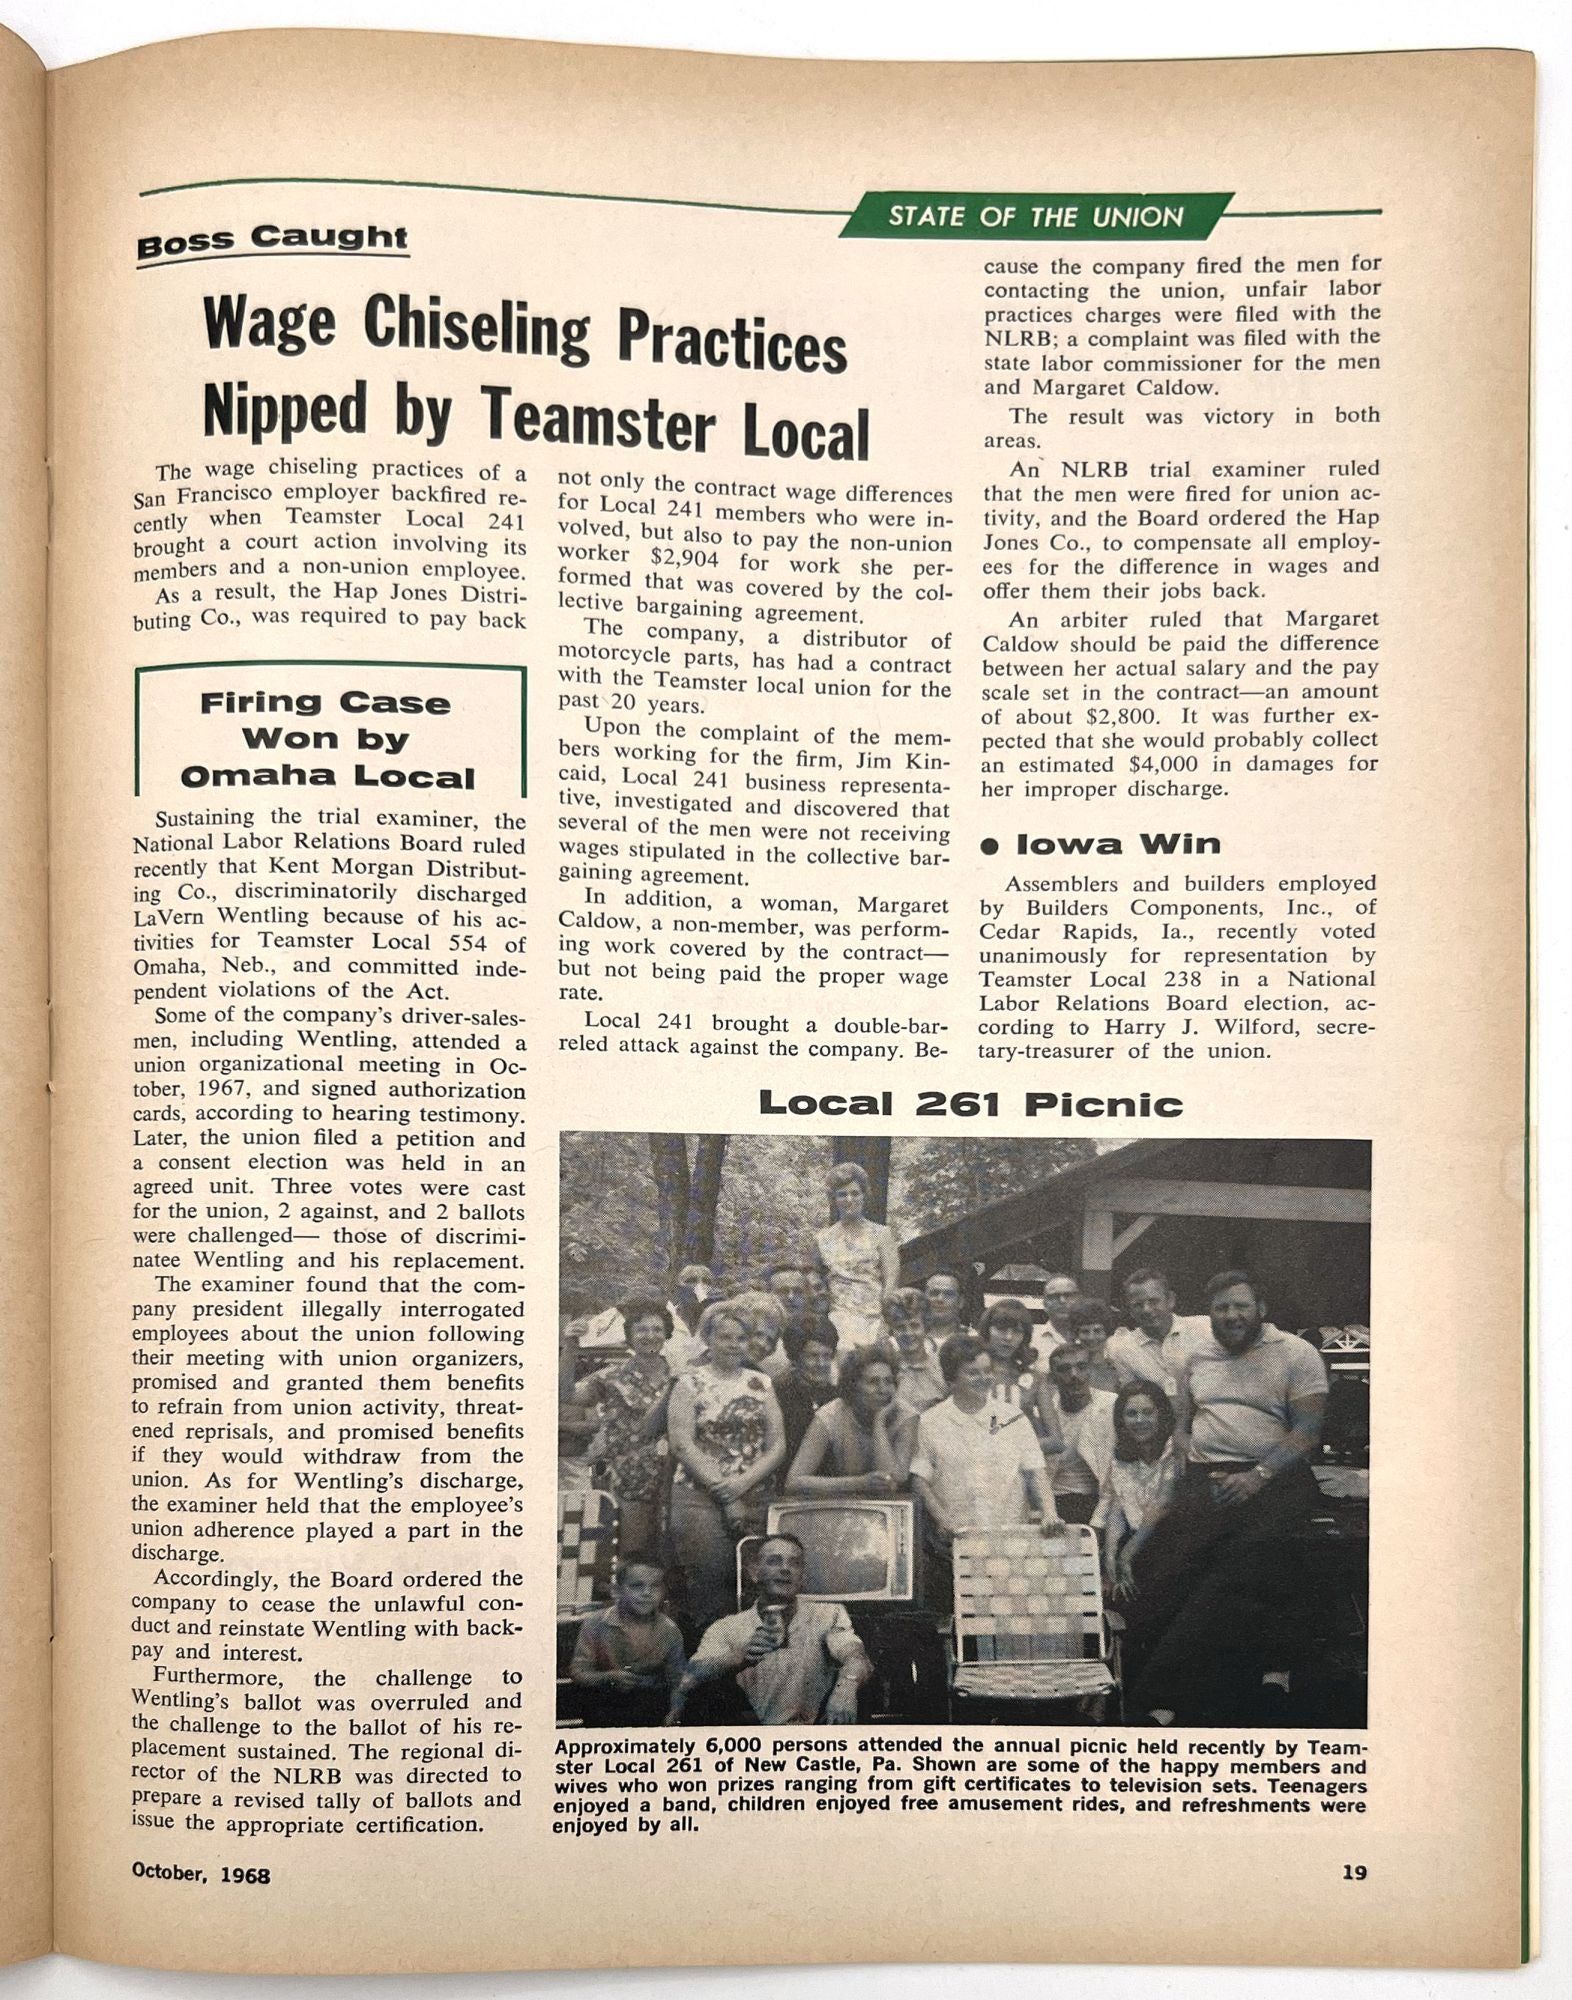 STATE OF THE UNION
Boss Caught
Wage Chiseling Practices
Nipped by Teamster Local
The wage chiseling practices of a
San Francisco employer backfired re-
cently when Teamster Local 241
brought a court action involving its
members and a non-union employee.
As a result, the Hap Jones Distri-
buting Co., was required to pay back
not only the contract wage differences
for Local 241 members who were in-
volved, but also to pay the non-union
worker $2,904 for work she per-
formed that was covered by the col-
lective bargaining agreement.
The company, a distributor of
motorcycle parts, has had a contract
with the Teamster local union for the
past 20 years.
Upon the complaint of the mem-
bers working for the firm, Jim Kin-
caid, Local 241 business representa-
tive, investigated and discovered that
several of the men were not receiving
wages stipulated in the collective bar-
gaining agreement.
In addition, a woman, Margaret
Caldow, a non-member, was perform-
ing work covered by the contract—
but not being paid the proper wage
rate.
Local 241 brought a double-bar-
reled attack against the company. Be-
cause the company fired the men for
contacting the union, unfair labor
practices charges were filed with the
NLRB; a complaint was filed with the
state labor commissioner for the men
and Margaret Caldow.
The result was victory in both
areas.
An NLRB trial examiner ruled
that the men were fired for union ac-
tivity, and the Board ordered the Hap
Jones Co., to compensate all employ-
ees for the difference in wages and
offer them their jobs back.
An arbiter ruled that Margaret
Caldow should be paid the difference
between her actual salary and the pay
scale set in the contract—an amount
of about $2,800. It was further ex-
pected that she would probably collect
an estimated $4,000 in damages for
her improper discharge.
Firing Case
Won by
Omaha Local
Sustaining the trial examiner, the
National Labor Relations Board ruled
recently that Kent Morgan Distribut-
ing Co., discriminatorily discharged
LaVern Wentling because of his ac-
tivities for Teamster Local 554 of
Omaha, Neb., and committed inde-
pendent violations of the Act.
Some of the company's driver-sales-
men, including Wentling, attended a
union organizational meeting in Oc-
tober, 1967, and signed authorization
cards, according to hearing testimony.
Later, the union filed a petition and
a consent election was held in an
agreed unit. Three votes were cast
for the union, 2 against, and 2 ballots
were challenged— those of discrimi-
natee Wentling and his replacement.
The examiner found that the com-
pany president illegally interrogated
employees about the union following
their meeting with union organizers,
promised and granted them benefits
to refrain from union activity, threat-
ened reprisals, and promised benefits
if they would withdraw from the
union. As for Wentling's discharge,
the examiner held that the employee's
union adherence played a part in the
discharge.
Accordingly, the Board ordered the
company to cease the unlawful con-
duct and reinstate Wentling with back-
pay and interest.
Furthermore, the challenge to
Wentling's ballot was overruled and
the challenge to the ballot of his re-
placement sustained. The regional di-
rector of the NLRB was directed to
prepare a revised tally of ballots and
issue the appropriate certification.
● Iowa Win
Assemblers and builders employed
by Builders Components, Inc., of
Cedar Rapids, Ia., recently voted
unanimously for representation by
Teamster Local 238 in a National
Labor Relations Board election, ac-
cording to Harry J. Wilford, secre-
tary-treasurer of the union.
Local 261 Picnic
Approximately 6,000 persons attended the annual picnic held recently by Team-
ster Local 261 of New Castle, Pa. Shown are some of the happy members and
wives who won prizes ranging from gift certificates to television sets. Teenagers
enjoyed a band, children enjoyed free amusement rides, and refreshments were
enjoyed by all.
October, 1968
19